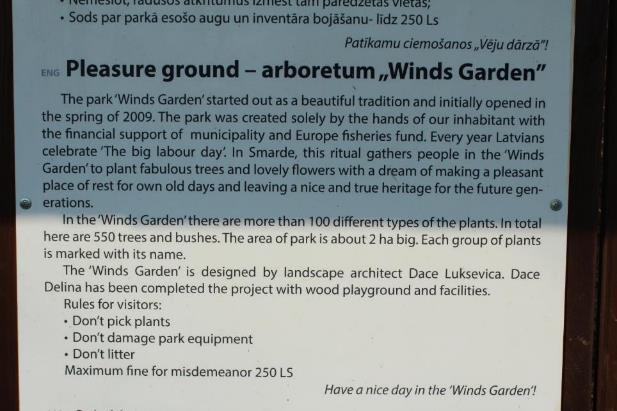 • Nemēslot, radušos atkritumus izmest tam paredzētās vietās;
• Sods par parkā esošo augu un inventāra bojāšanu- līdz 250 Ls
Patīkamu ciemošanos „Vēju dārzā”!
ENG Pleasure ground – arboretum „Winds Garden”
The park ‘Winds Garden’ started out as a beautiful tradition and initially opened in
the spring of 2009. The park was created solely by the hands of our inhabitant with
the financial support of municipality and Europe fisheries fund. Every year Latvians
celebrate ‘The big labour day’. In Smarde, this ritual gathers people in the ‘Winds
Garden’ to plant fabulous trees and lovely flowers with a dream of making a pleasant
place of rest for own old days and leaving a nice and true heritage for the future gen-
erations.
In the ‘Winds Garden’ there are more than 100 different types of the plants. In total
here are 550 trees and bushes. The area of park is about 2 ha big. Each group of plants
is marked with its name.
The ‘Winds Garden’ is designed by landscape architect Dace Luksevica. Dace
Delina has been completed the project with wood playground and facilities.
Rules for visitors:
• Don’t pick plants
• Don’t damage park equipment
• Don’t litter
Maximum fine for misdemeanor 250 LS
Have a nice day in the ‘Winds Garden’!